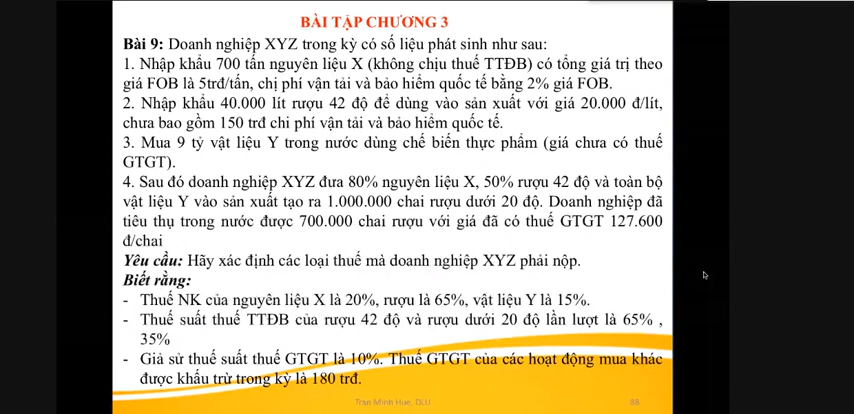 BÀI TẬP CHƯƠNG 3
Bài 9: Doanh nghiệp XYZ trong kỳ có số liệu phát sinh như sau:
1. Nhập khẩu 700 tấn nguyên liệu X (không chịu thuế TTĐB) có tổng giá trị theo
giá FOB là 5trđ/tấn, chị phí vận tải và bảo hiểm quốc tế bằng 2% giá FOB.
2. Nhập khẩu 40.000 lít rượu 42 độ để dùng vào sản xuất với giá 20.000 đ/lít,
chưa bao gồm 150 trđ chi phí vận tải và bảo hiểm quốc tế.
3. Mua 9 tỷ vật liệu Y trong nước dùng chế biến thực phẩm (giá chưa có thuế
GTGT).
4. Sau đó doanh nghiệp XYZ đưa 80% nguyên liệu X, 50% rượu 42 độ và toàn bộ
vật liệu Y vào sản xuất tạo ra 1.000.000 chai rượu dưới 20 độ. Doanh nghiệp đã
tiêu thụ trong nước được 700.000 chai rượu với giá đã có thuế GTGT 127.600
đ/chai
Yêu cầu: Hãy xác định các loại thuế mà doanh nghiệp XYZ phải nộp.
Biết rằng:
- Thuế NK của nguyên liệu X là 20%, rượu là 65%, vật liệu Y là 15%.
- Thuế suất thuế TTĐB của rượu 42 độ và rượu dưới 20 độ lần lượt là 65% ,
35%
- Giả sử thuế suất thuế GTGT là 10%. Thuế GTGT của các hoạt động mua khác
được khấu trừ trong kỳ là 180 trđ.
Tran Minh Hue, DLU
88